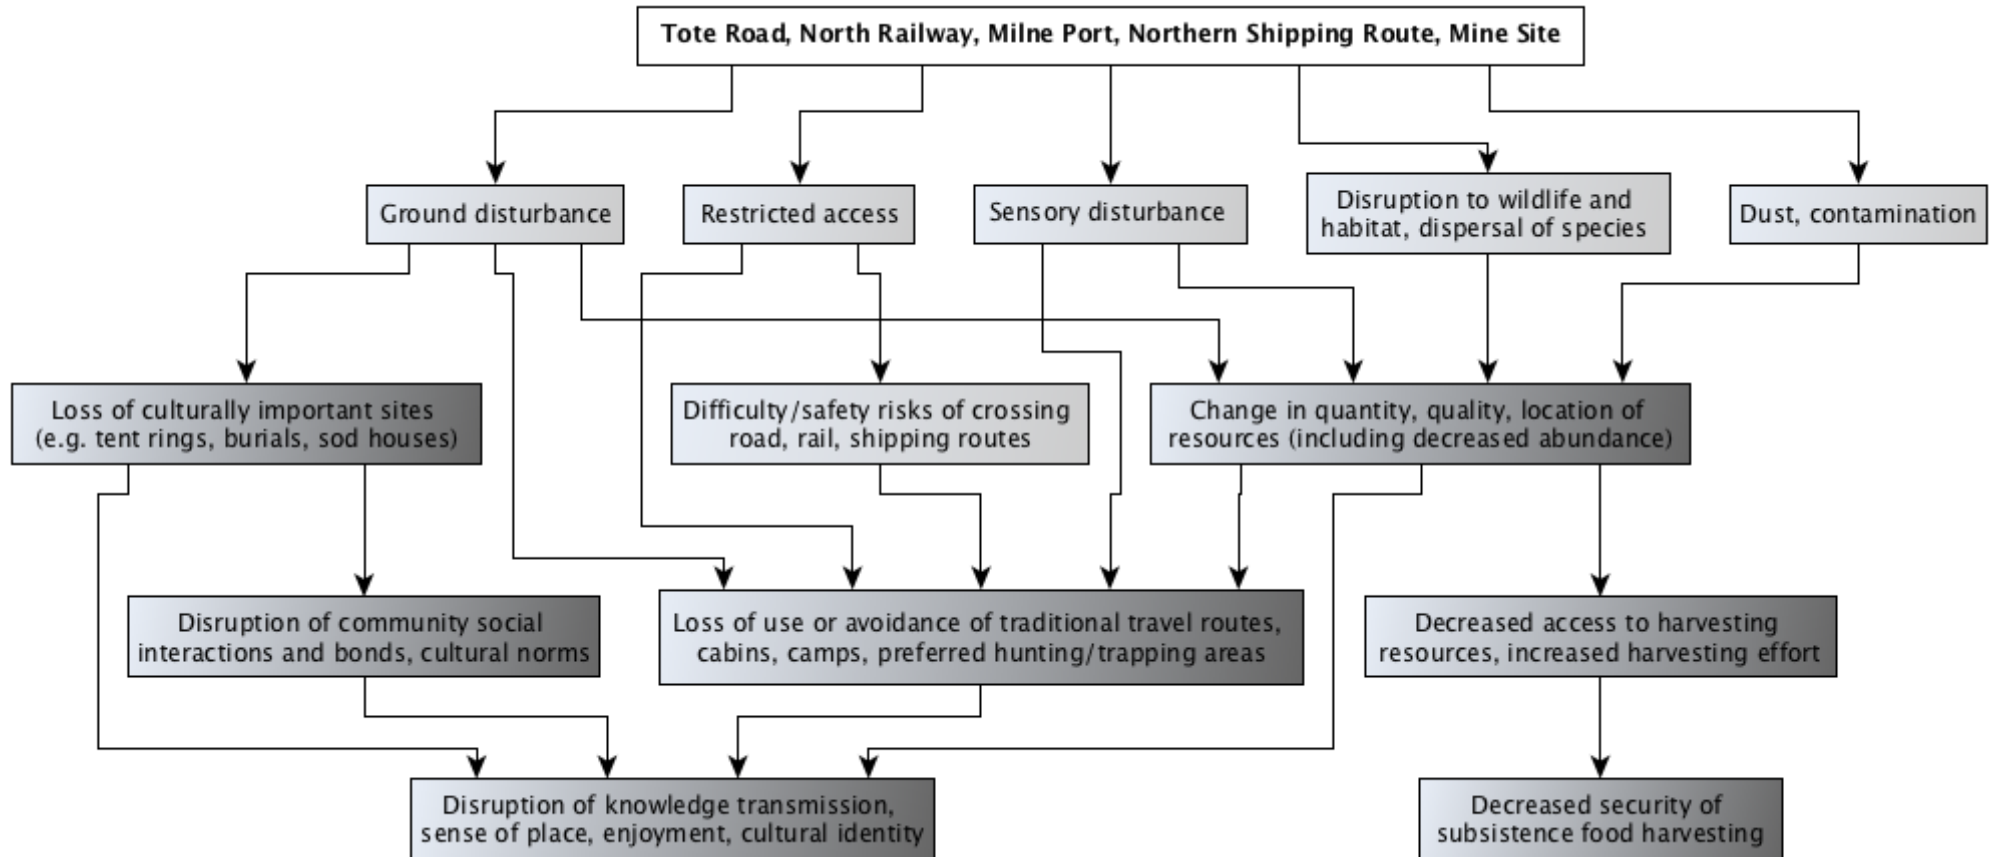 Tote Road, North Railway, Milne Port, Northern Shipping Route, Mine Site
Ground disturbance
Restricted access
Sensory disturbance
Disruption to wildlife and
habitat, dispersal of species
Dust, contamination
Loss of culturally important sites
(e.g. tent rings, burials, sod houses)
Difficulty/safety risks of crossing
road, rail, shipping routes
Change in quantity, quality, location of
resources (including decreased abundance)
Disruption of community social
interactions and bonds, cultural norms
Loss of use or avoidance of traditional travel routes,
cabins, camps, preferred hunting/trapping areas
Decreased access to harvesting
resources, increased harvesting effort
Disruption of knowledge transmission,
sense of place, enjoyment, cultural identity
Decreased security of
subsistence food harvesting